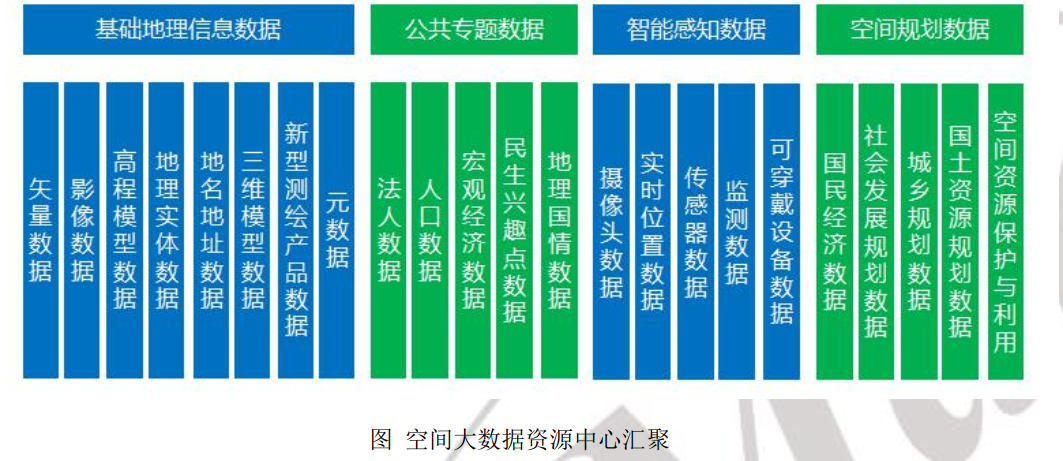 基础地理信息数据
公共专题数据
智能感知数据
空间规划数据
矢量数据
影像数据
高程模型数据
地理实体数据
地名地址数据
三维模型数据
新型测绘产品数据
元数据
法人数据
人口数据
宏观经济数据
民生兴趣点数据
地理国情数据
摄像头数据
实时位置数据
传感器数据
监测数据
可穿戴设备数据
国民经济数据
社会发展规划数据
城乡规划数据
国土资源规划数据
空间资源保护与利用
图 空间大数据资源中心汇聚